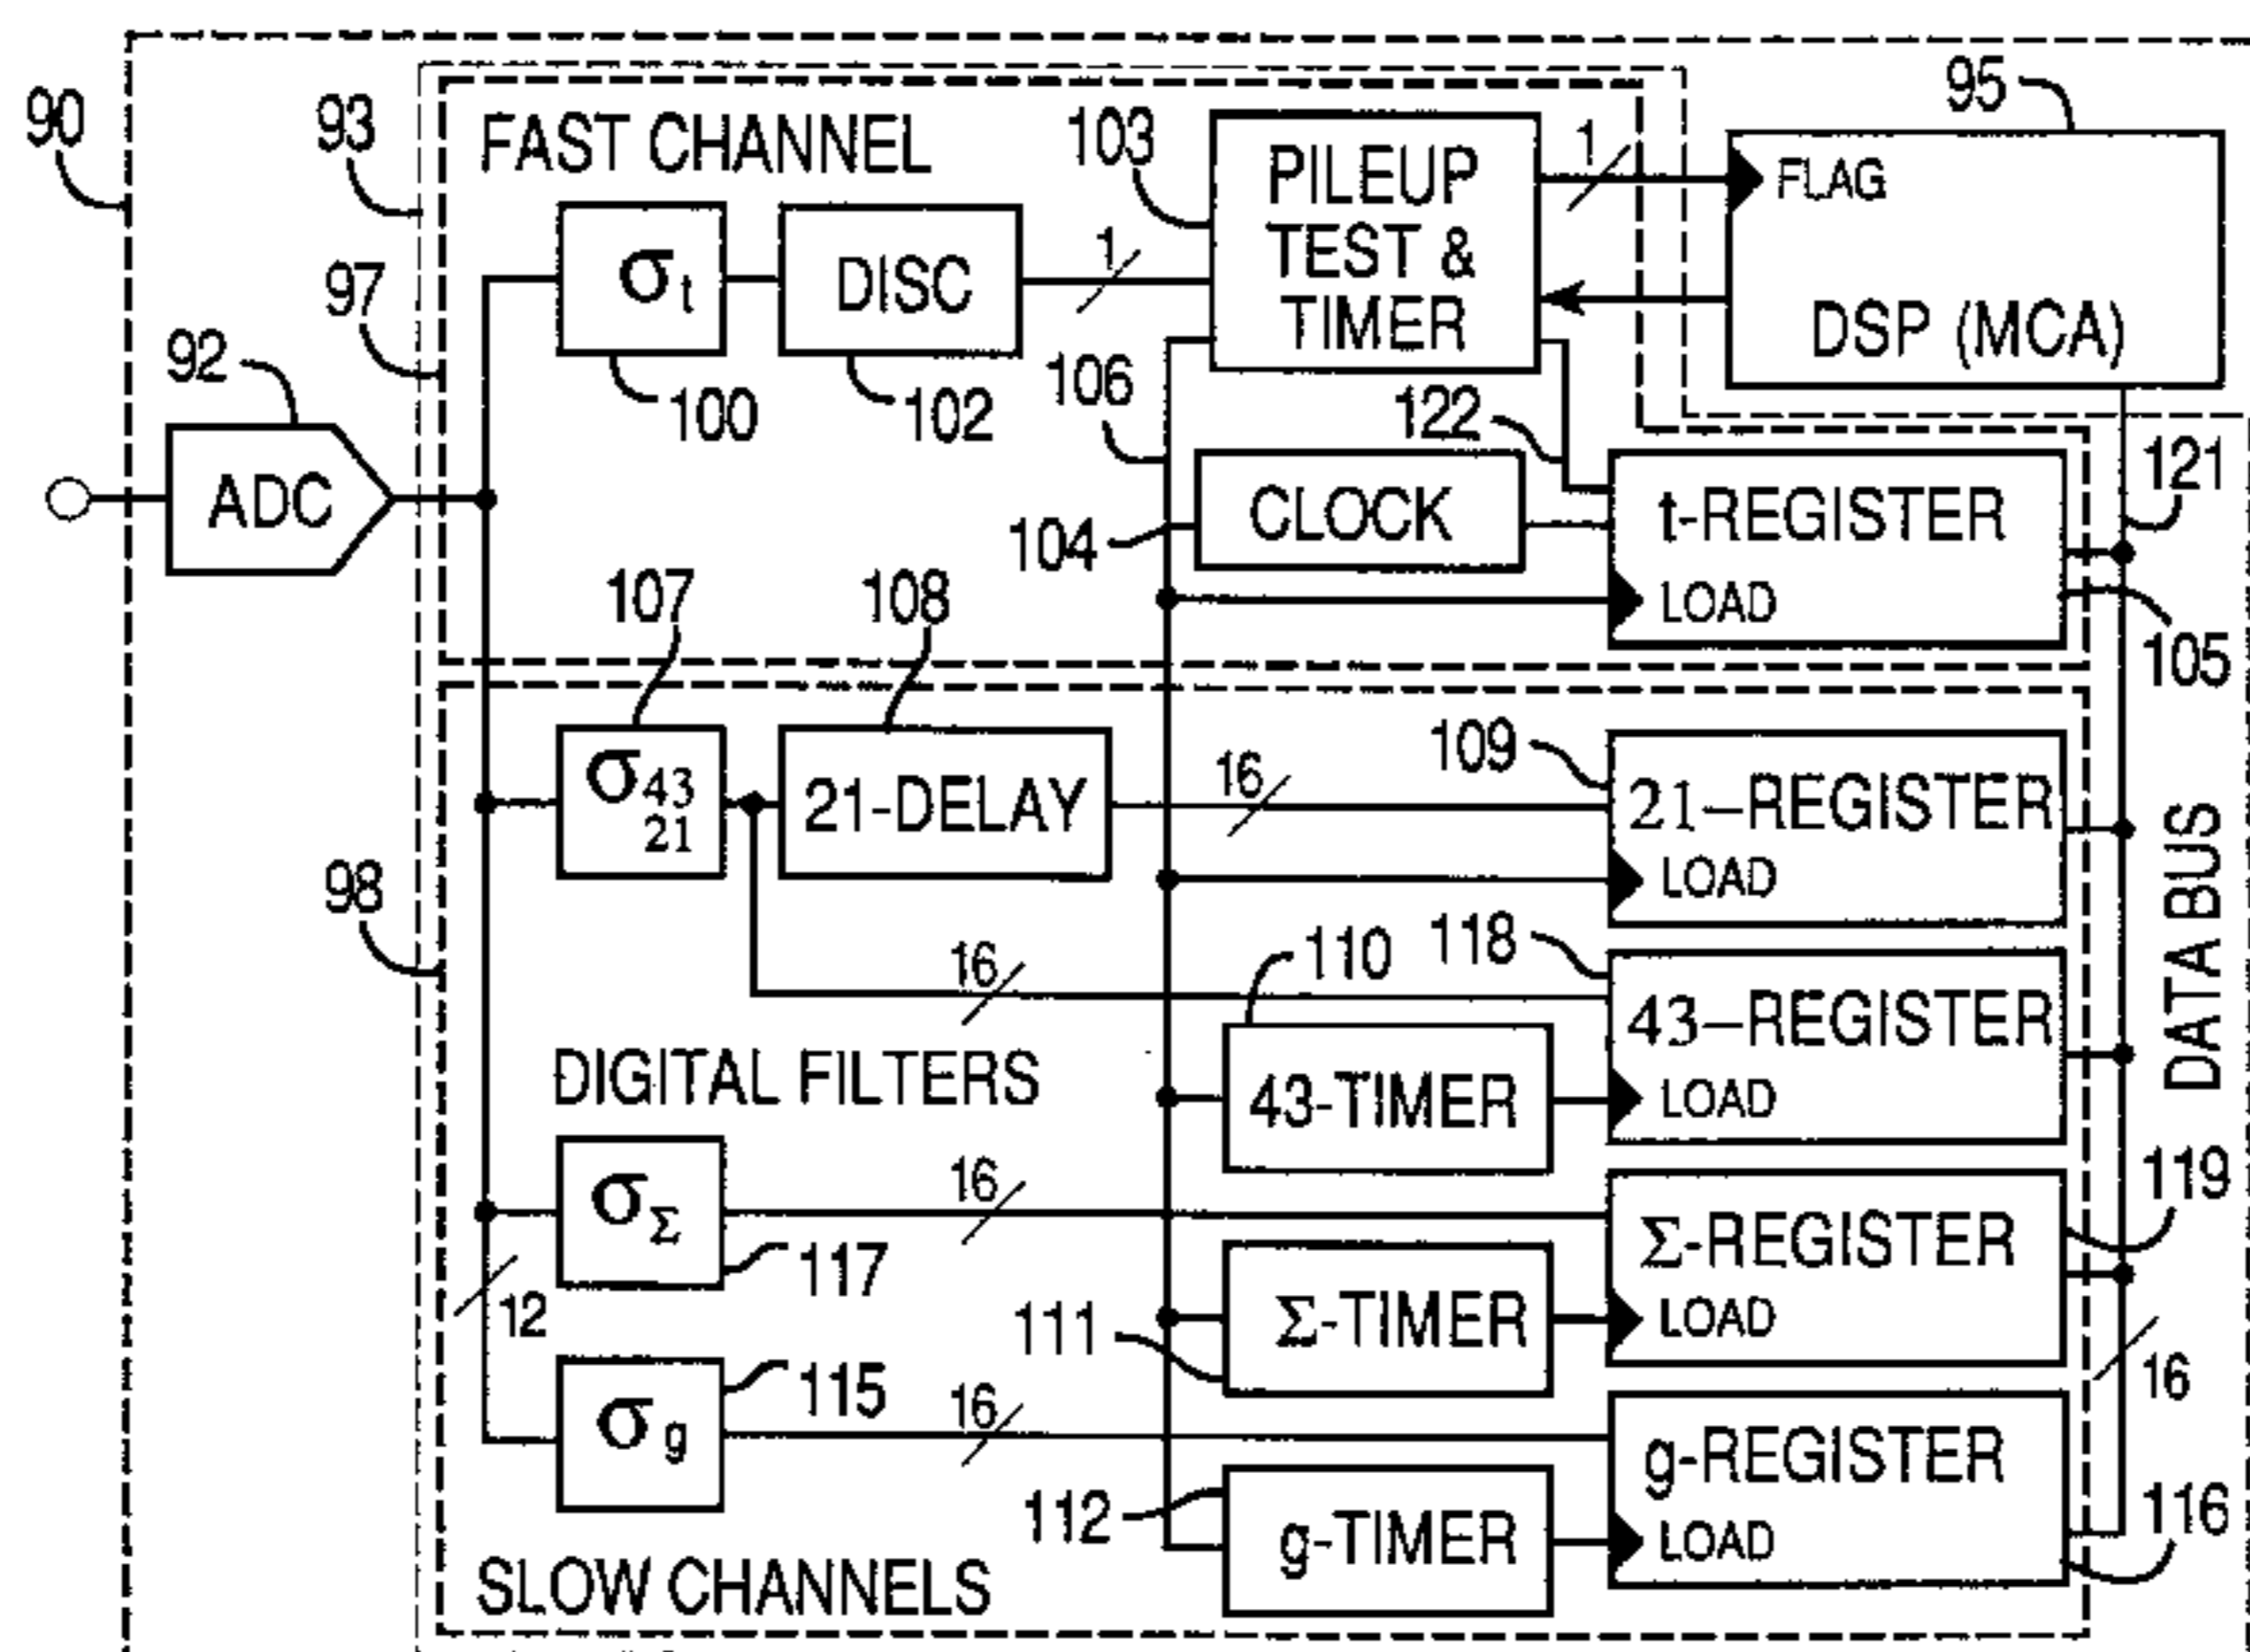 90
93
FAST CHANNEL
103
PILEUP
TEST &
TIMER
1
95
FLAG
DSP (MCA)
97
σt
DISC
1
92
100
102
106
122
ADC
104
CLOCK
t-REGISTER
LOAD
121
105
107
108
σ43
21
21-DELAY
16
109
21–REGISTER
LOAD
98
16
110
118
43–REGISTER
LOAD
DATA BUS
DIGITAL FILTERS
43-TIMER
σΣ
16
117
12
119
Σ-REGISTER
LOAD
111
Σ-TIMER
16
σg
115
16
g-REGISTER
LOAD
116
112
g-TIMER
SLOW CHANNELS